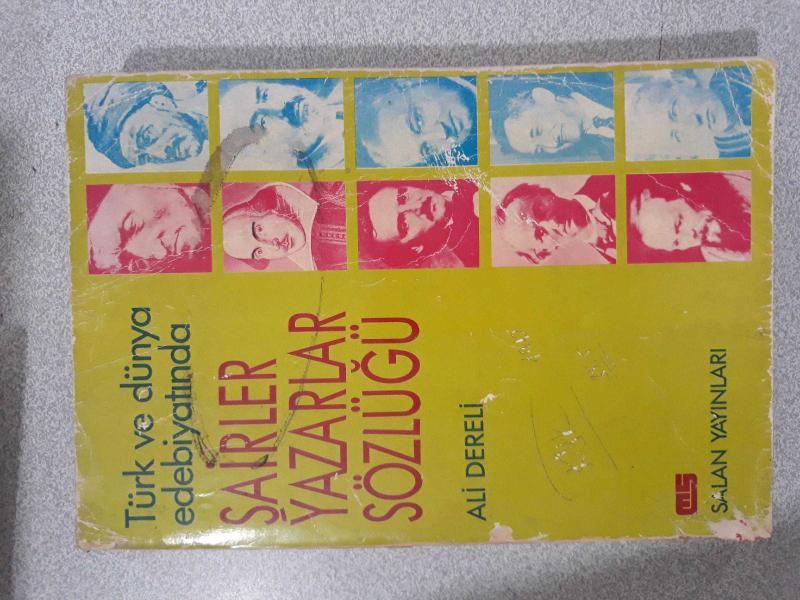 Türk ve dünya
edebiyatında
ŞAİRLER
YAZARLAR
SÖZLÜĞÜ
ALİ DERELİ
SALAN YAYINLARI